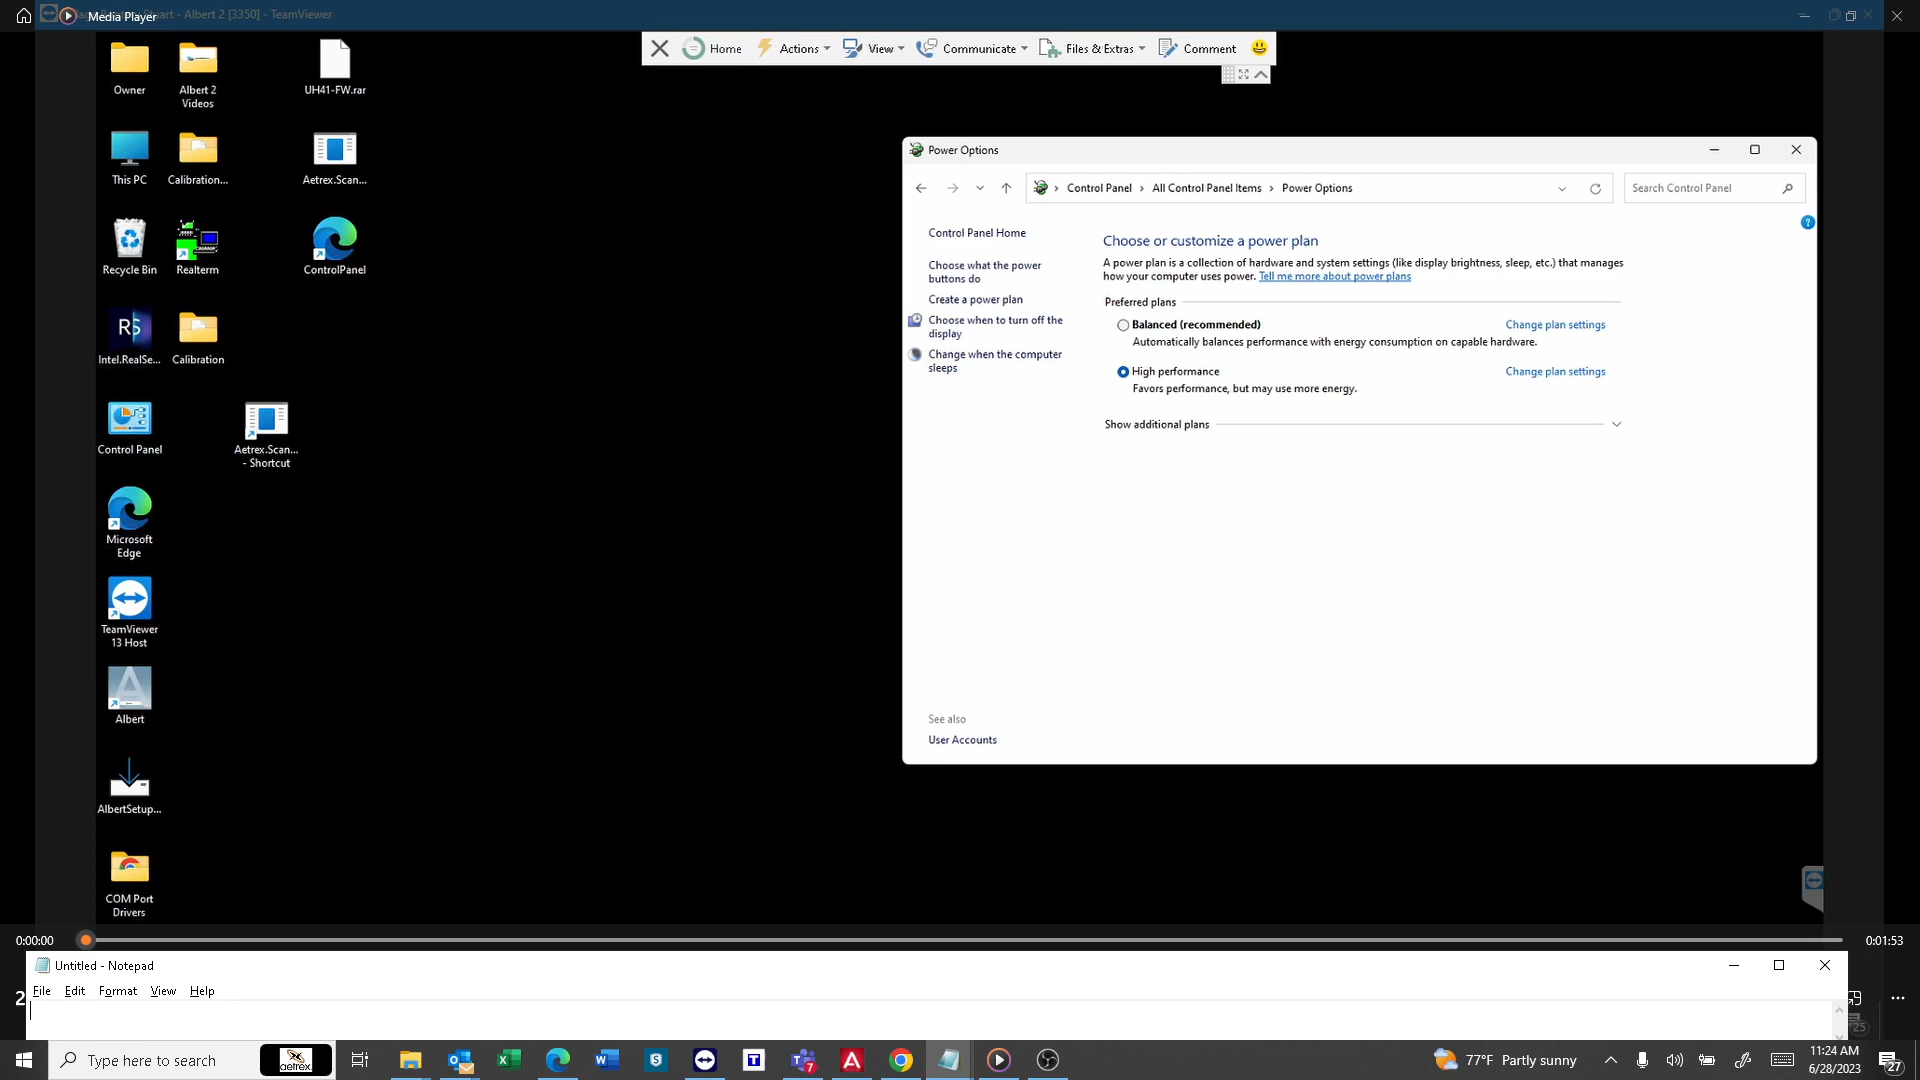 Media Player
Stuart - Albert 2 [3350] - TeamViewer
Home
Actions
View
Communicate
Files & Extras
Comment
Owner
Albert 2
Videos
UH41-FW.rar
This PC
Calibration...
Aetrex.Scan...
Recycle Bin
Realterm
ControlPanel
Intel.RealSe...
Calibration
Control Panel
Aetrex.Scan...
- Shortcut
Microsoft
Edge
TeamViewer
13 Host
Albert
AlbertSetup...
COM Port
Drivers
Power Options
Control Panel
All Control Panel Items
Power Options
Search Control Panel
Control Panel Home
Choose what the power
buttons do
Create a power plan
Choose when to turn off the
display
Change when the computer
sleeps
Choose or customize a power plan
A power plan is a collection of hardware and system settings (like display brightness, sleep, etc.) that manages
how your computer uses power. Tell me more about power plans
Preferred plans
Balanced (recommended)
Change plan settings
Automatically balances performance with energy consumption on capable hardware.
High performance
Change plan settings
Favors performance, but may use more energy.
Show additional plans
See also
User Accounts
0:00:00
0:01:53
Untitled - Notepad
File Edit Format View Help
2
25
Type here to search
aetrex
7
77°F Partly sunny
11:24 AM
6/28/2023
27